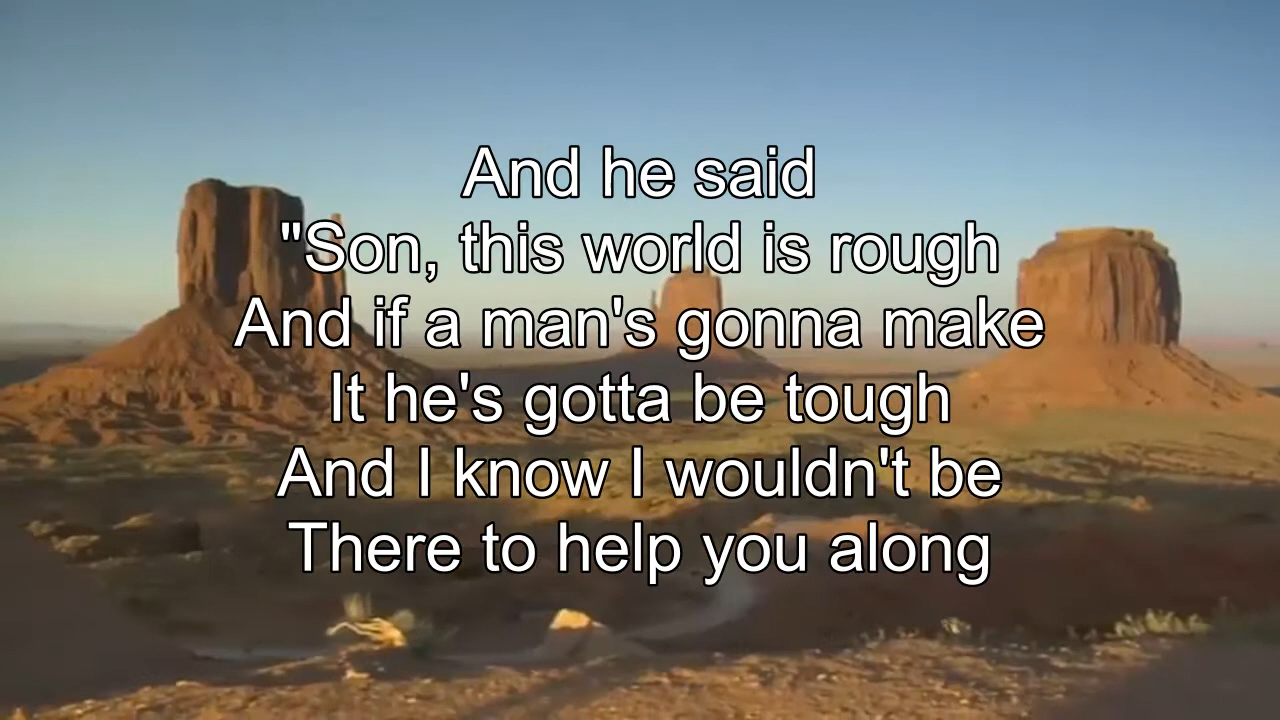 And he said
"Son, this world is rough
And if a man's gonna make
It he's gotta be tough
And I know I wouldn't be
There to help you along